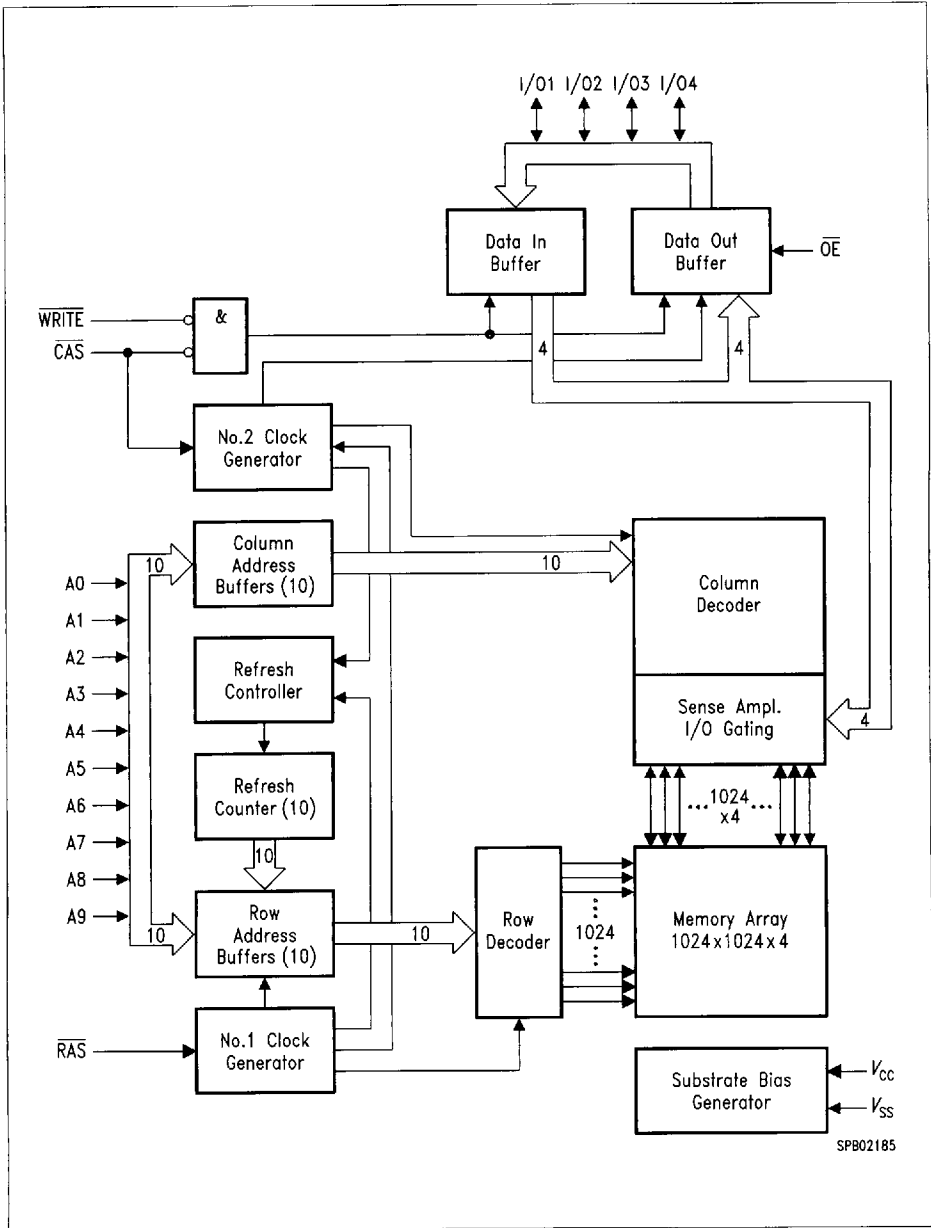 I/O1 I/O2 I/O3 I/O4
Data In
Buffer
Data Out
Buffer
OE
WRITE
CAS
&
4
4
No.2 Clock
Generator
Column
Address
Buffers (10)
10
10
A0
A1
A2
A3
A4
A5
A6
A7
A8
A9
Refresh
Controller
Refresh
Counter (10)
10
Column
Decoder
Sense Ampl.
I/O Gating
4
...1024...
x4
10
Row
Address
Buffers (10)
10
Row
Decoder
1024
Memory Array
1024x1024x4
RAS
No.1 Clock
Generator
Substrate Bias
Generator
VCC
VSS
SPB02185